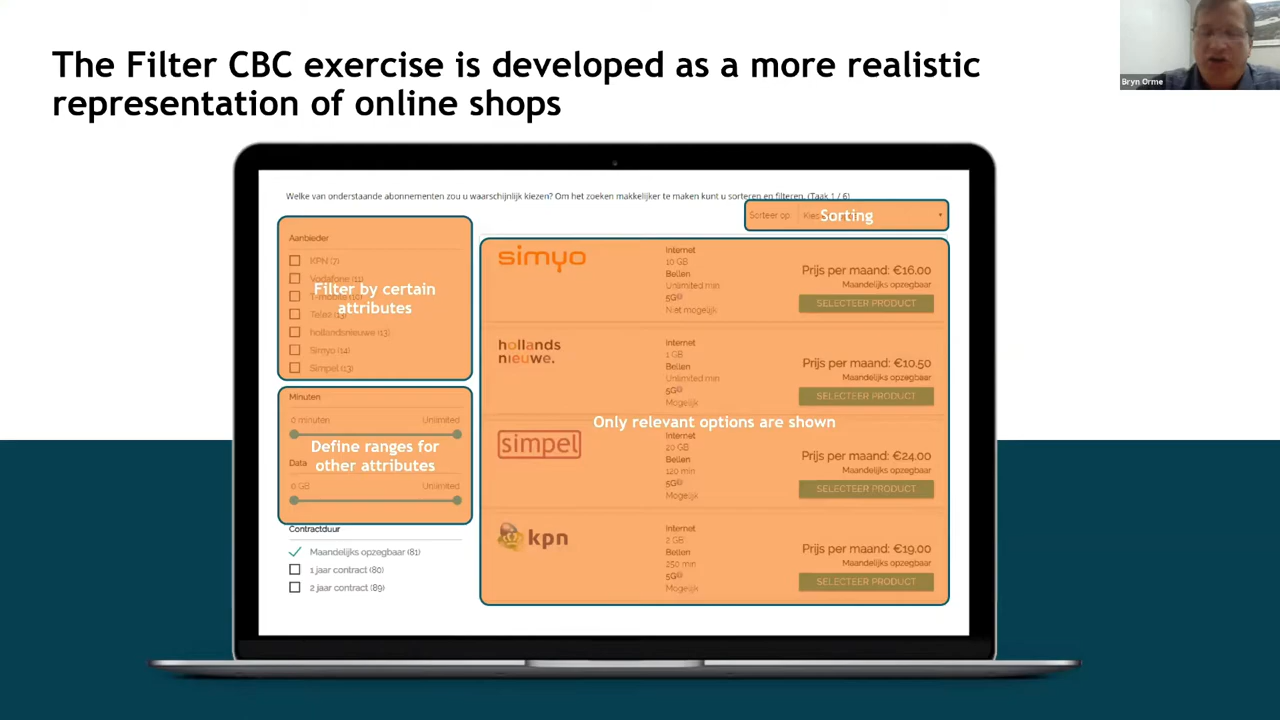 The Filter CBC exercise is developed as a more realistic
representation of online shops
Bryn Orme
Welke van onderstaande abonnementen zou u waarschijnlijk kiezen? Om het zoeken makkelijker te maken kunt u sorteren en filteren. (Taak 1 / 6)
Sorteer op
Sorting
Aanbieder
KPN (7)
Vodafone (11)
T-mobile (10)
Tele2 (13)
hollandsnieuwe (13)
Simyo (14)
Simpel (13)
Filter by certain
attributes
Minuten
0 minuten Unlimited
Data
0 GB Unlimited
Define ranges for
other attributes
Contractduur
Maandelijks opzegbaar (81)
1 jaar contract (80)
2 jaar contract (89)
simyo
Internet
10 GB
Bellen
Unlimited min
5G
Niet mogelijk
Prijs per maand: €16.00
Maandelijks opzegbaar
SELECTEER PRODUCT
hollands
nieuwe.
Internet
1 GB
Bellen
Unlimited min
5G
Mogelijk
Prijs per maand: €10.50
Maandelijks opzegbaar
SELECTEER PRODUCT
Only relevant options are shown
simpel
Internet
20 GB
Bellen
120 min
5G
Mogelijk
Prijs per maand: €24.00
Maandelijks opzegbaar
SELECTEER PRODUCT
kpn
Internet
2 GB
Bellen
250 min
5G
Mogelijk
Prijs per maand: €19.00
Maandelijks opzegbaar
SELECTEER PRODUCT